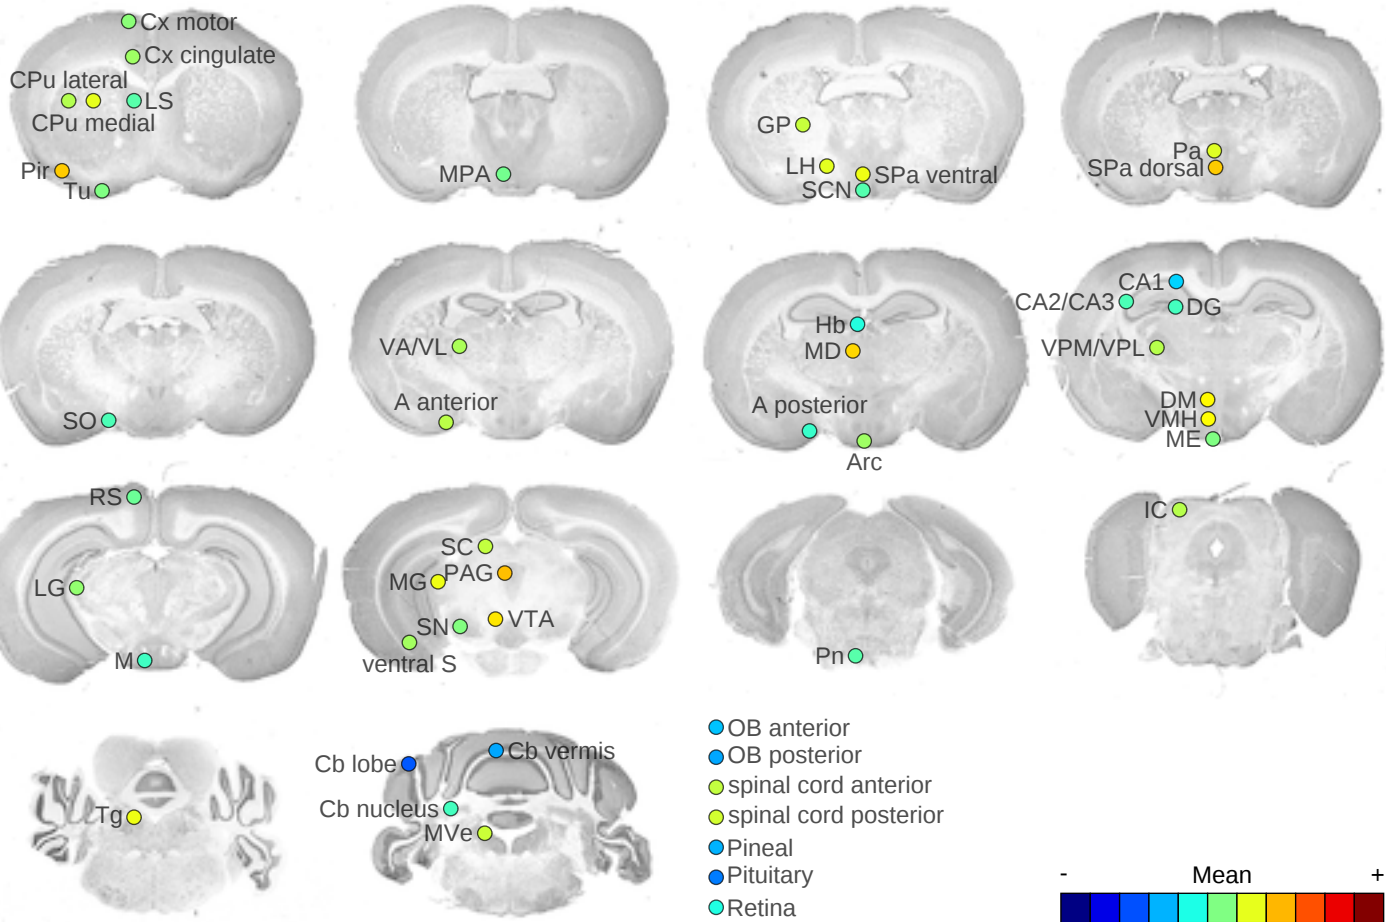 Cx motor
Cx cingulate
CPu lateral
LS
CPu medial
Pir
Tu
MPA
GP
LH
SPa ventral
SCN
Pa
SPa dorsal
SO
VA/VL
A anterior
Hb
MD
A posterior
Arc
CA1
CA2/CA3
DG
VPM/VPL
DM
VMH
ME
RS
LG
M
SC
MG
PAG
SN
VTA
ventral S
Pn
IC
Tg
Cb lobe
Cb vermis
Cb nucleus
MVe
OB anterior
OB posterior
spinal cord anterior
spinal cord posterior
Pineal
Pituitary
Retina
- Mean +